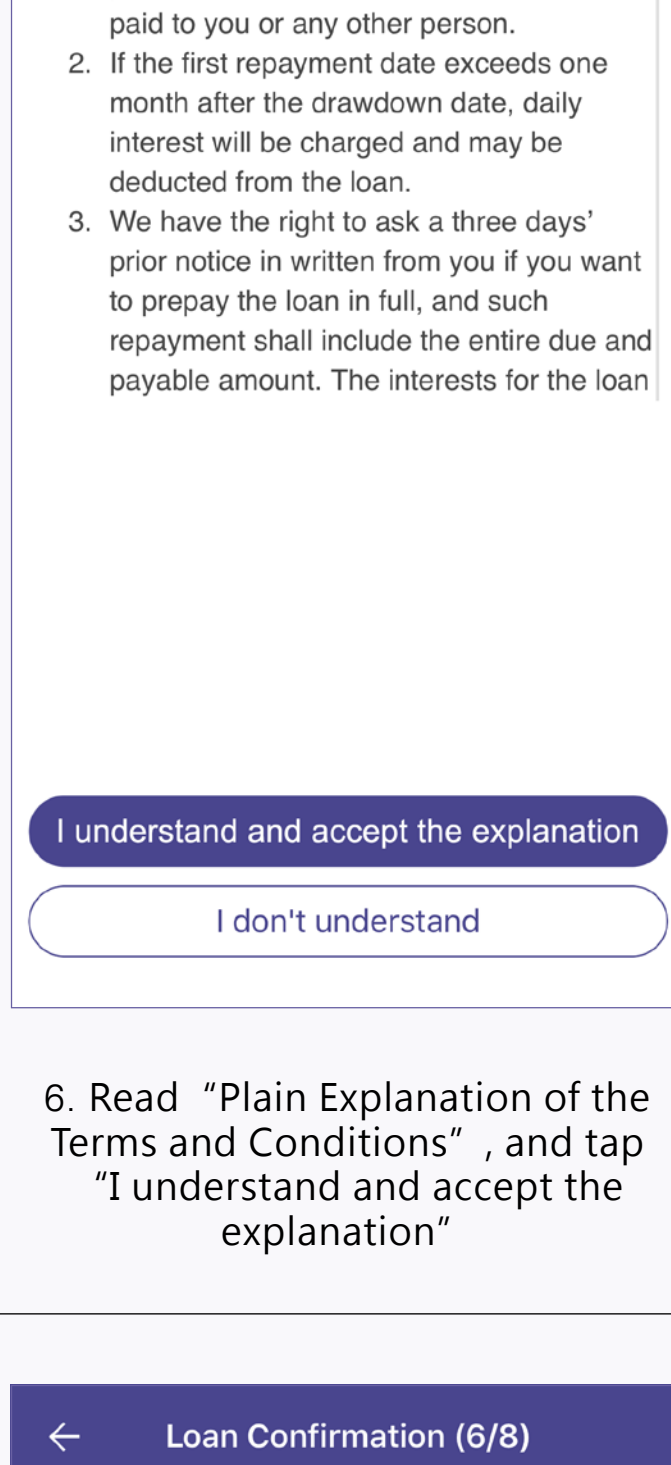 paid to you or any other person.
2. If the first repayment date exceeds one
month after the drawdown date, daily
interest will be charged and may be
deducted from the loan.
3. We have the right to ask a three days’
prior notice in written from you if you want
to prepay the loan in full, and such
repayment shall include the entire due and
payable amount. The interests for the loan
I understand and accept the explanation
I don't understand
6. Read “Plain Explanation of the
Terms and Conditions” , and tap
“I understand and accept the
explanation”
← Loan Confirmation (6/8)